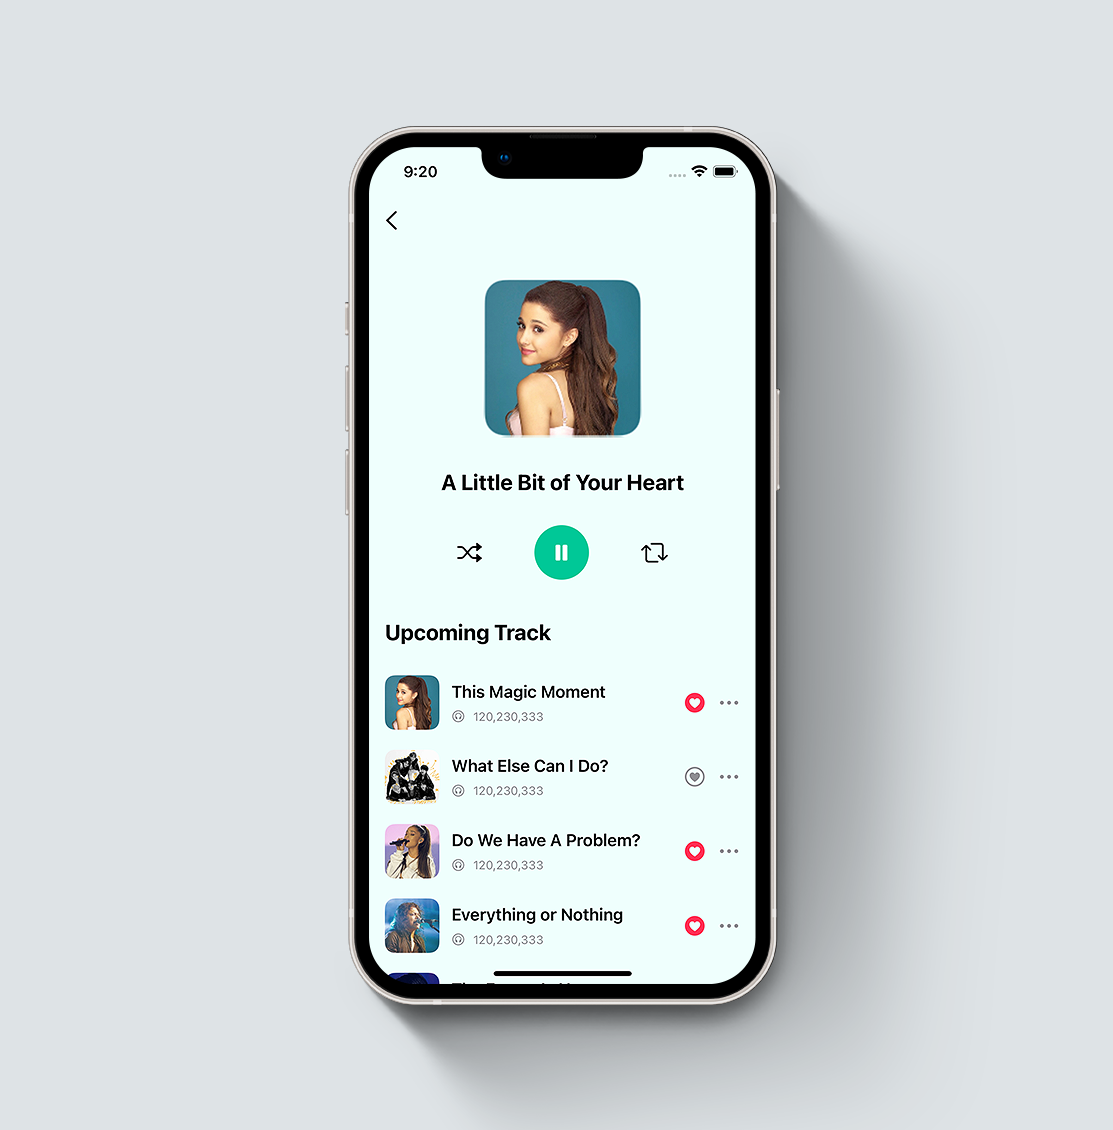 9:20
A Little Bit of Your Heart
Upcoming Track
This Magic Moment
120,230,333
What Else Can I Do?
120,230,333
Do We Have A Problem?
120,230,333
Everything or Nothing
120,230,333